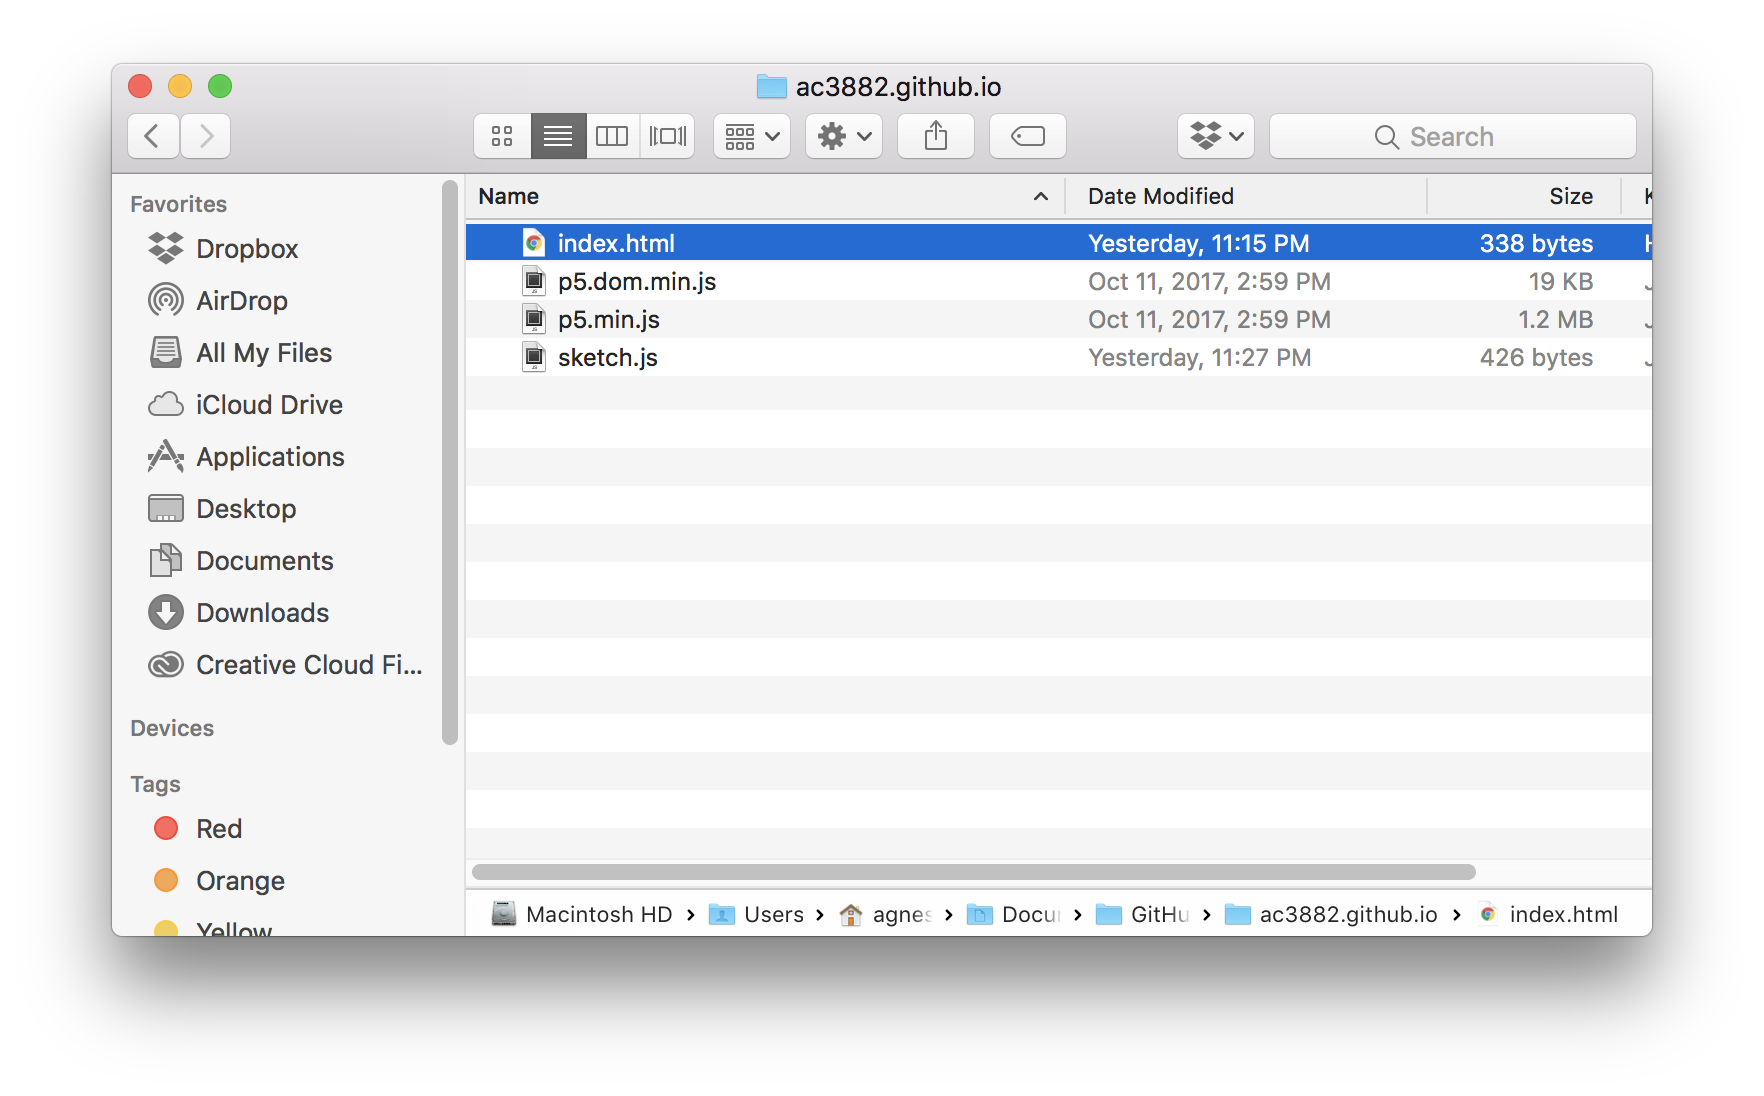 ac3882.github.io
Search
Favorites
Dropbox
AirDrop
All My Files
iCloud Drive
Applications
Desktop
Documents
Downloads
Creative Cloud Fi...
Devices
Tags
Red
Orange
Yellow
Name Date Modified Size
index.html Yesterday, 11:15 PM 338 bytes
p5.dom.min.js Oct 11, 2017, 2:59 PM 19 KB
p5.min.js Oct 11, 2017, 2:59 PM 1.2 MB
sketch.js Yesterday, 11:27 PM 426 bytes
Macintosh HD › Users › agnes › Docu › GitHu › ac3882.github.io › index.html